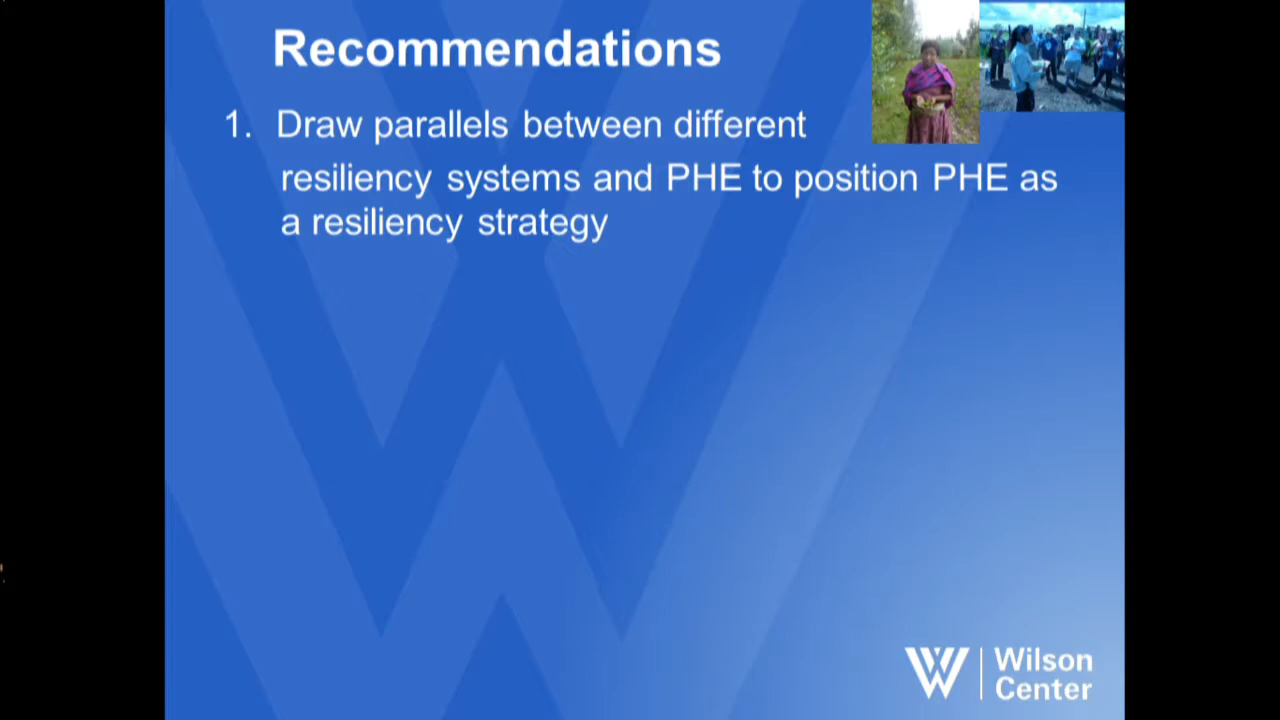 Recommendations
1. Draw parallels between different
resiliency systems and PHE to position PHE as
a resiliency strategy
Wilson
Center